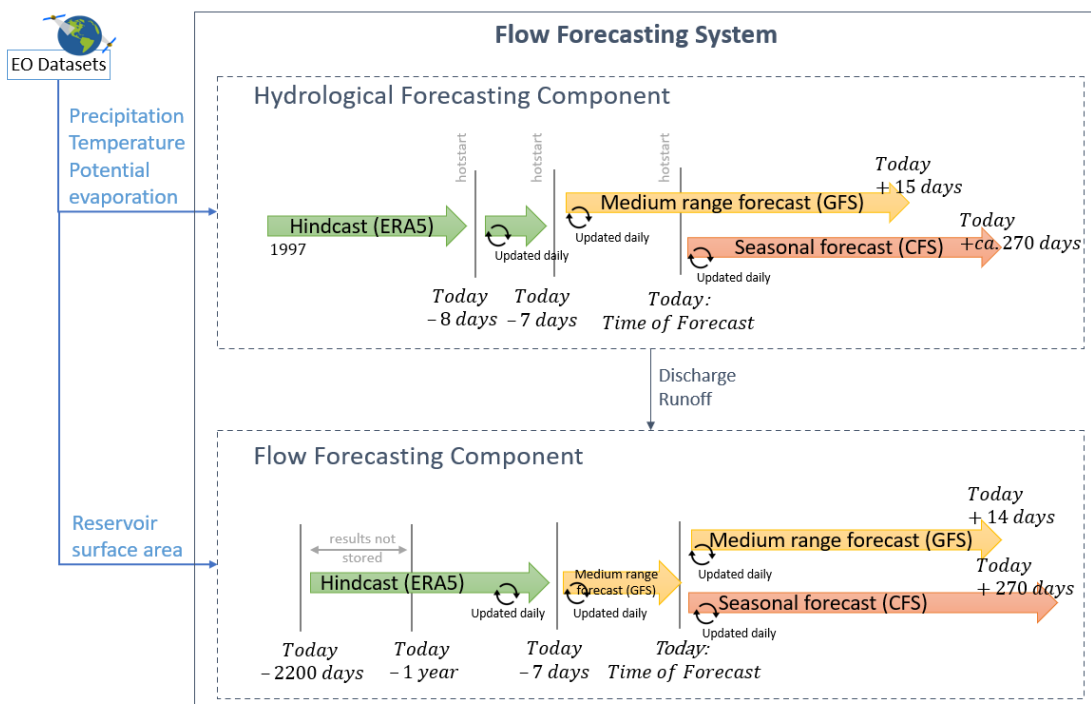 Flow Forecasting System
EO Datasets
Precipitation
Temperature
Potential
evaporation
Hydrological Forecasting Component
hotstart
hotstart
hotstart
Today
+ 15 days
Medium range forecast (GFS)
Updated daily
Hindcast (ERA5)
1997
Updated daily
Today
+ca. 270 days
Seasonal forecast (CFS)
Updated daily
Today
– 8 days
Today
– 7 days
Today:
Time of Forecast
Discharge
Runoff
Flow Forecasting Component
Reservoir
surface area
results not
stored
Today
+ 14 days
Medium range forecast (GFS)
Updated daily
Hindcast (ERA5)
Updated daily
Medium range
forecast (GFS)
Updated daily
Today
+ 270 days
Seasonal forecast (CFS)
Updated daily
Today
– 2200 days
Today
– 1 year
Today
– 7 days
Today:
Time of Forecast